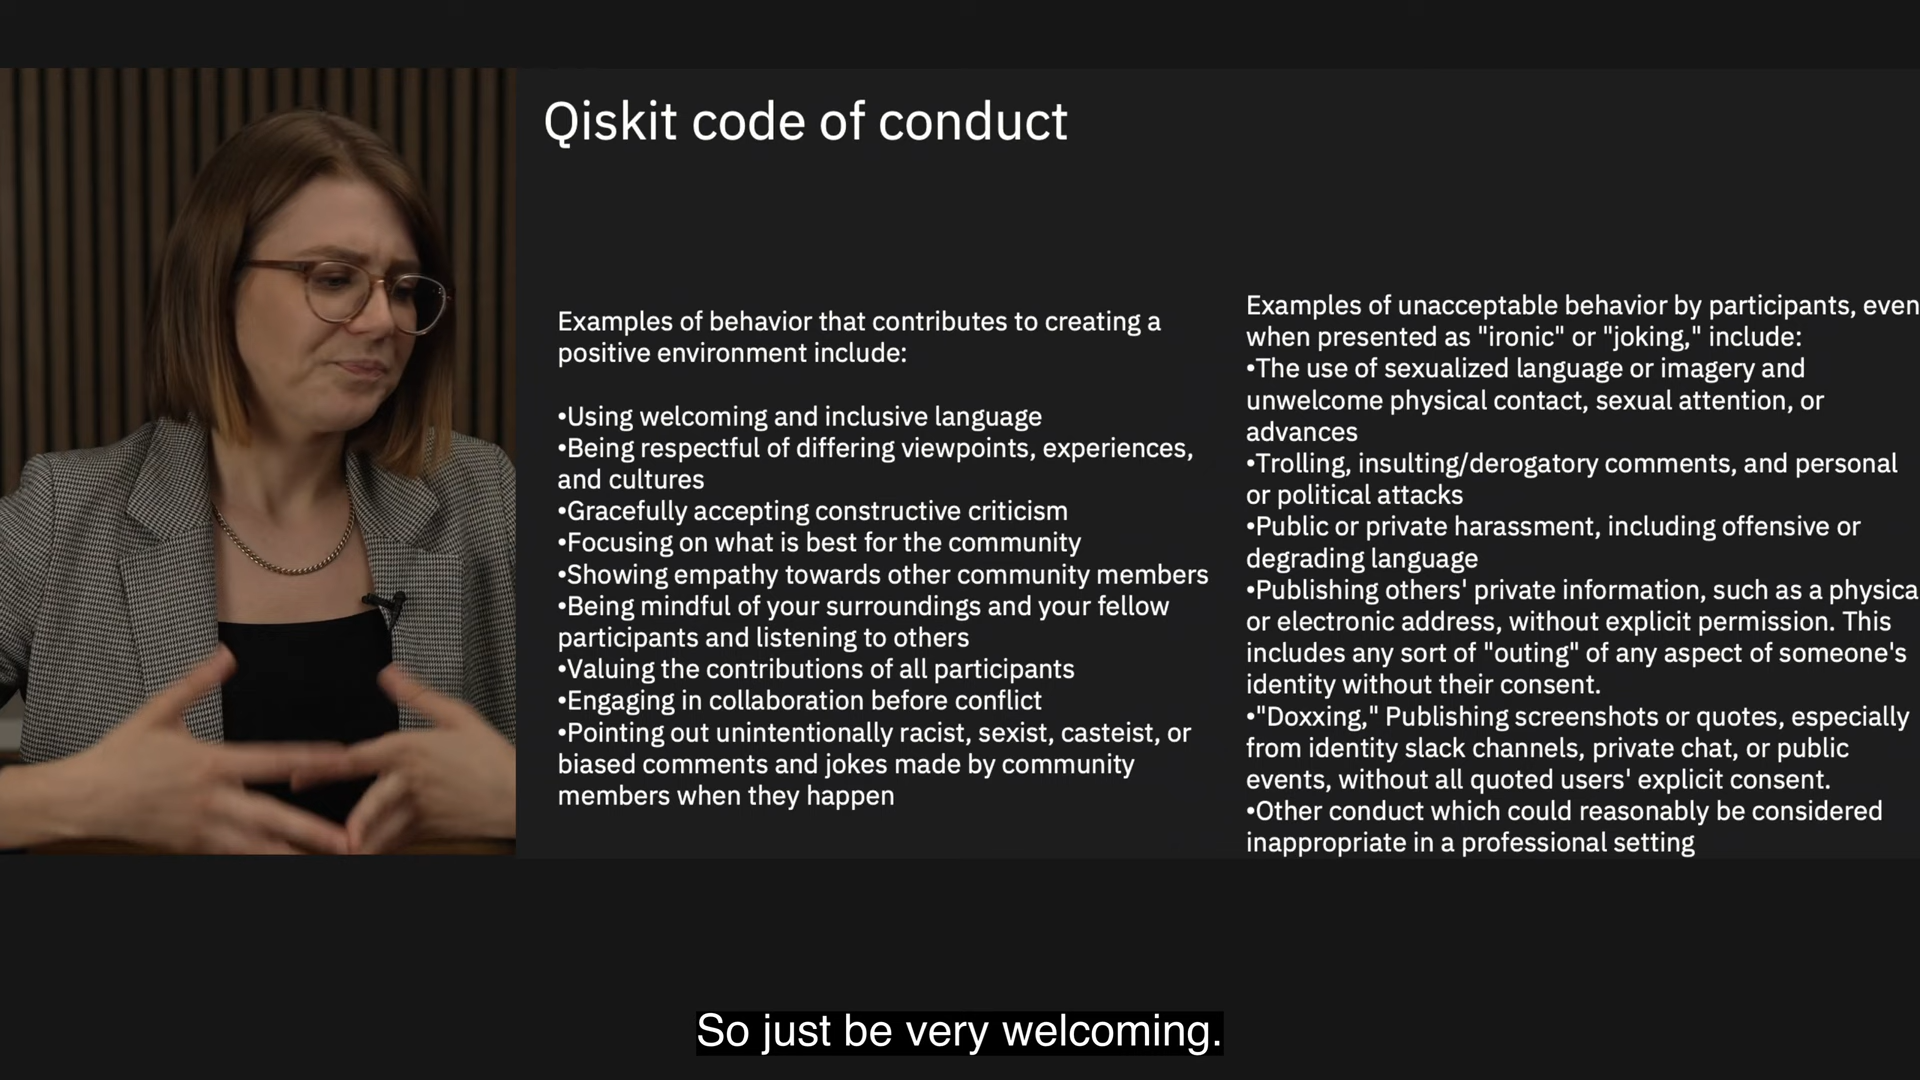 Qiskit code of conduct
Examples of behavior that contributes to creating a
positive environment include:
•Using welcoming and inclusive language
•Being respectful of differing viewpoints, experiences,
and cultures
•Gracefully accepting constructive criticism
•Focusing on what is best for the community
•Showing empathy towards other community members
•Being mindful of your surroundings and your fellow
participants and listening to others
•Valuing the contributions of all participants
•Engaging in collaboration before conflict
•Pointing out unintentionally racist, sexist, casteist, or
biased comments and jokes made by community
members when they happen
Examples of unacceptable behavior by participants, even
when presented as "ironic" or "joking," include:
•The use of sexualized language or imagery and
unwelcome physical contact, sexual attention, or
advances
•Trolling, insulting/derogatory comments, and personal
or political attacks
•Public or private harassment, including offensive or
degrading language
•Publishing others' private information, such as a physica
or electronic address, without explicit permission. This
includes any sort of "outing" of any aspect of someone's
identity without their consent.
•"Doxxing," Publishing screenshots or quotes, especially
from identity slack channels, private chat, or public
events, without all quoted users' explicit consent.
•Other conduct which could reasonably be considered
inappropriate in a professional setting
So just be very welcoming.